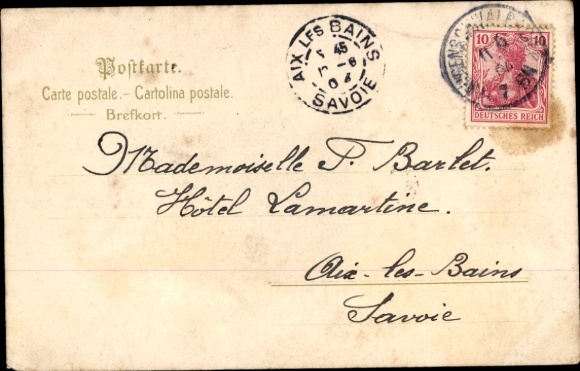 Postkarte.
Carte postale. – Cartolina postale.
Brefkort.
AIX LES BAINS
SAVOIE
10 10
DEUTSCHES REICH
Mademoiselle F. Barlet.
Hôtel Lamartine.
Aix-les-Bains
Savoie